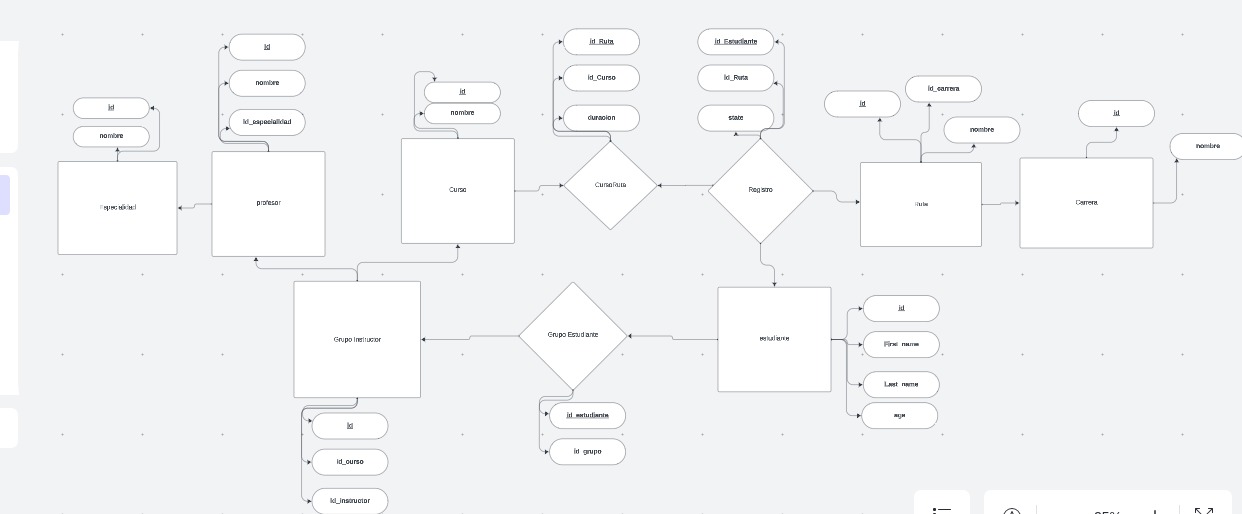 id
nombre
id_especialidad
id
nombre
Especialidad
profesor
id
nombre
Curso
id_Ruta
id_Curso
duracion
CursoRuta
id_Estudiante
id_Ruta
state
Registro
id
id_carrera
nombre
Ruta
id
nombre
Carrera
Grupo Instructor
id
id_curso
id_instructor
Grupo Estudiante
id_estudiante
id_grupo
estudiante
id
First_name
Last_name
age